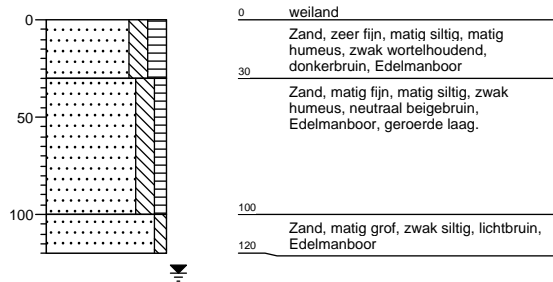 0
50
100
0 weiland
Zand, zeer fijn, matig siltig, matig
humeus, zwak wortelhoudend,
donkerbruin, Edelmanboor
30
Zand, matig fijn, matig siltig, zwak
humeus, neutraal beigebruin,
Edelmanboor, geroerde laag.
100
Zand, matig grof, zwak siltig, lichtbruin,
Edelmanboor
120